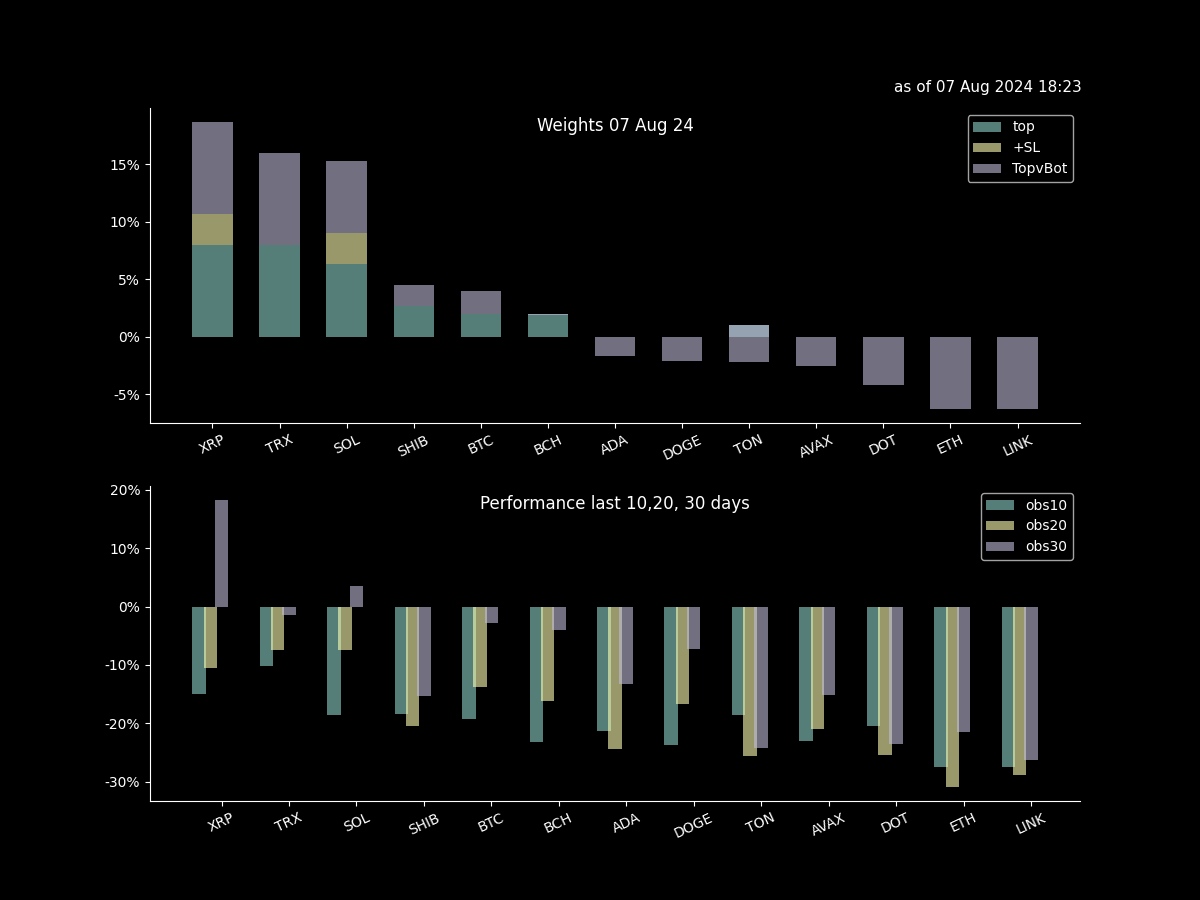 as of 07 Aug 2024 18:23
Weights 07 Aug 24
top
+SL
TopvBot
15%
10%
5%
0%
-5%
XRP TRX SOL SHIB BTC BCH ADA DOGE TON AVAX DOT ETH LINK
Performance last 10,20, 30 days
obs10
obs20
obs30
20%
10%
0%
-10%
-20%
-30%
XRP TRX SOL SHIB BTC BCH ADA DOGE TON AVAX DOT ETH LINK